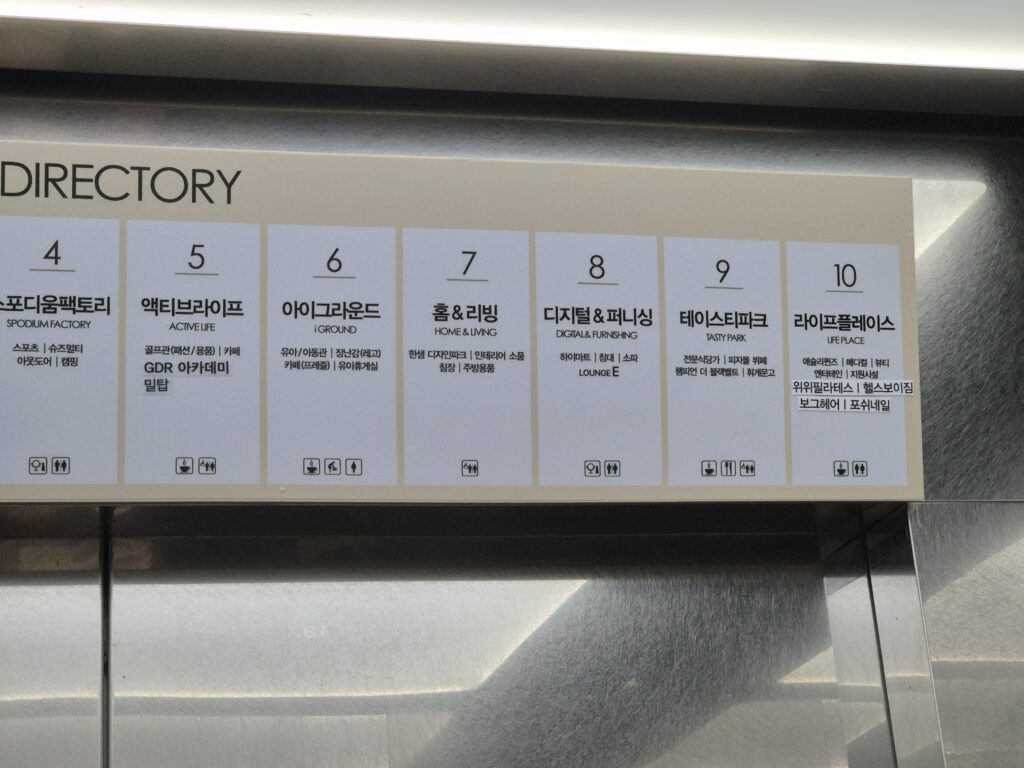 DIRECTORY
4
스포디움팩토리
SPODIUM FACTORY
스포츠 | 슈즈멀티
아웃도어 | 캠핑
5
액티브라이프
ACTIVE LIFE
골프관(패션/용품) | 카페
GDR 아카데미
밀탑
6
아이그라운드
i GROUND
유아/아동관 | 장난감(레고)
카페(프래즐) | 유아휴게실
7
홈&리빙
HOME & LIVING
한샘 디자인파크 | 인테리어 소품
침장 | 주방용품
8
디지털&퍼니싱
DIGITAL& FURNISHING
하이마트 | 침대 | 소파
LOUNGE E
9
테이스티파크
TASTY PARK
전문식당가 | 피자몰 뷔페
챔피언 더 블랙벨트 | 휘게문고
10
라이프플레이스
LIFE PLACE
애슐리퀸즈 | 메디컬 | 뷰티
엔터테인 | 지원시설
위위필라테스 | 헬스보이짐
보그헤어 | 포쉬네일